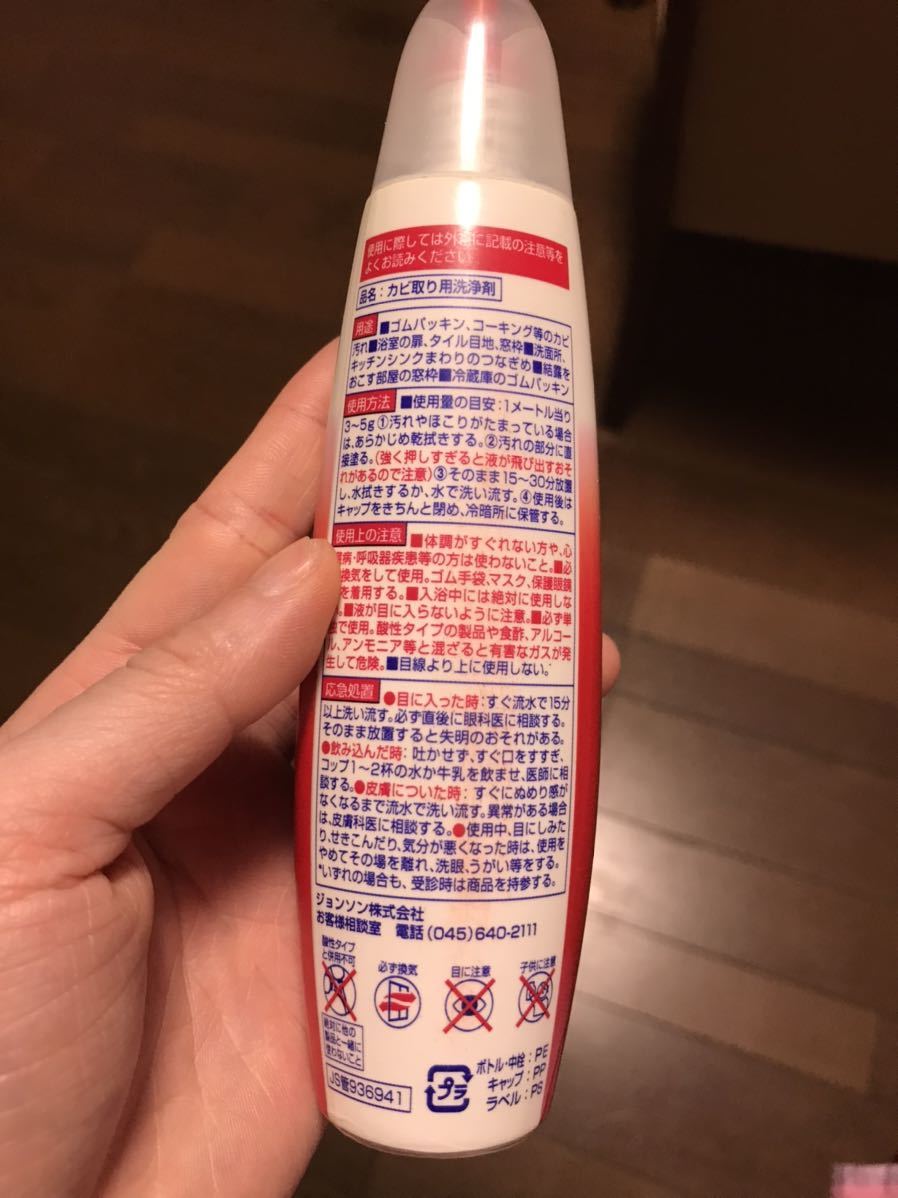 使用に際しては外箱に記載の注意等を
よくお読みください
品名：カビ取り用洗浄剤
用途 ■ゴムパッキン、コーキング等のカビ
汚れ■浴室の扉、タイル目地、窓枠■洗面所、
キッチンシンクまわりのつなぎめ■結露を
おこす部屋の窓枠■冷蔵庫のゴムパッキン
使用方法 ■使用量の目安：1メートル当り
3〜5g ①汚れやほこりがたまっている場合
は、あらかじめ乾拭きする。②汚れの部分に直
接塗る。(強く押しすぎると液が飛び出すおそ
れがあるので注意) ③そのまま15〜30分放置
し、水拭きするか、水で洗い流す。④使用後は
キャップをきちんと閉め、冷暗所に保管する。
使用上の注意 ■体調がすぐれない方や、心
病・呼吸器疾患等の方は使わないこと。■必
換気をして使用。ゴム手袋、マスク、保護眼鏡
を着用する。■入浴中には絶対に使用しな
。■液が目に入らないように注意。■必ず単
で使用。酸性タイプの製品や食酢、アルコー
ル、アンモニア等と混ざると有害なガスが発
生して危険。■目線より上に使用しない。
応急処置 ●目に入った時：すぐ流水で15分
以上洗い流す。必ず直後に眼科医に相談する。
そのまま放置すると失明のおそれがある。
●飲み込んだ時：吐かせず、すぐ口をすすぎ、
コップ1〜2杯の水か牛乳を飲ませ、医師に相
談する。●皮膚についた時：すぐにぬめり感が
なくなるまで流水で洗い流す。異常がある場合
は、皮膚科医に相談する。●使用中、目にしみた
り、せきこんだり、気分が悪くなった時は、使用を
やめてその場を離れ、洗眼、うがい等をする。
*いずれの場合も、受診時は商品を持参する。
ジョンソン株式会社
お客様相談室 電話(045)640-2111
酸性タイプ
と併用不可
必ず換気
目に注意
子供に注意
絶対に他の
製品と一緒に
使わないこと
JS管936941
プラ
ボトル・中栓：PE
キャップ：PP
ラベル：PS